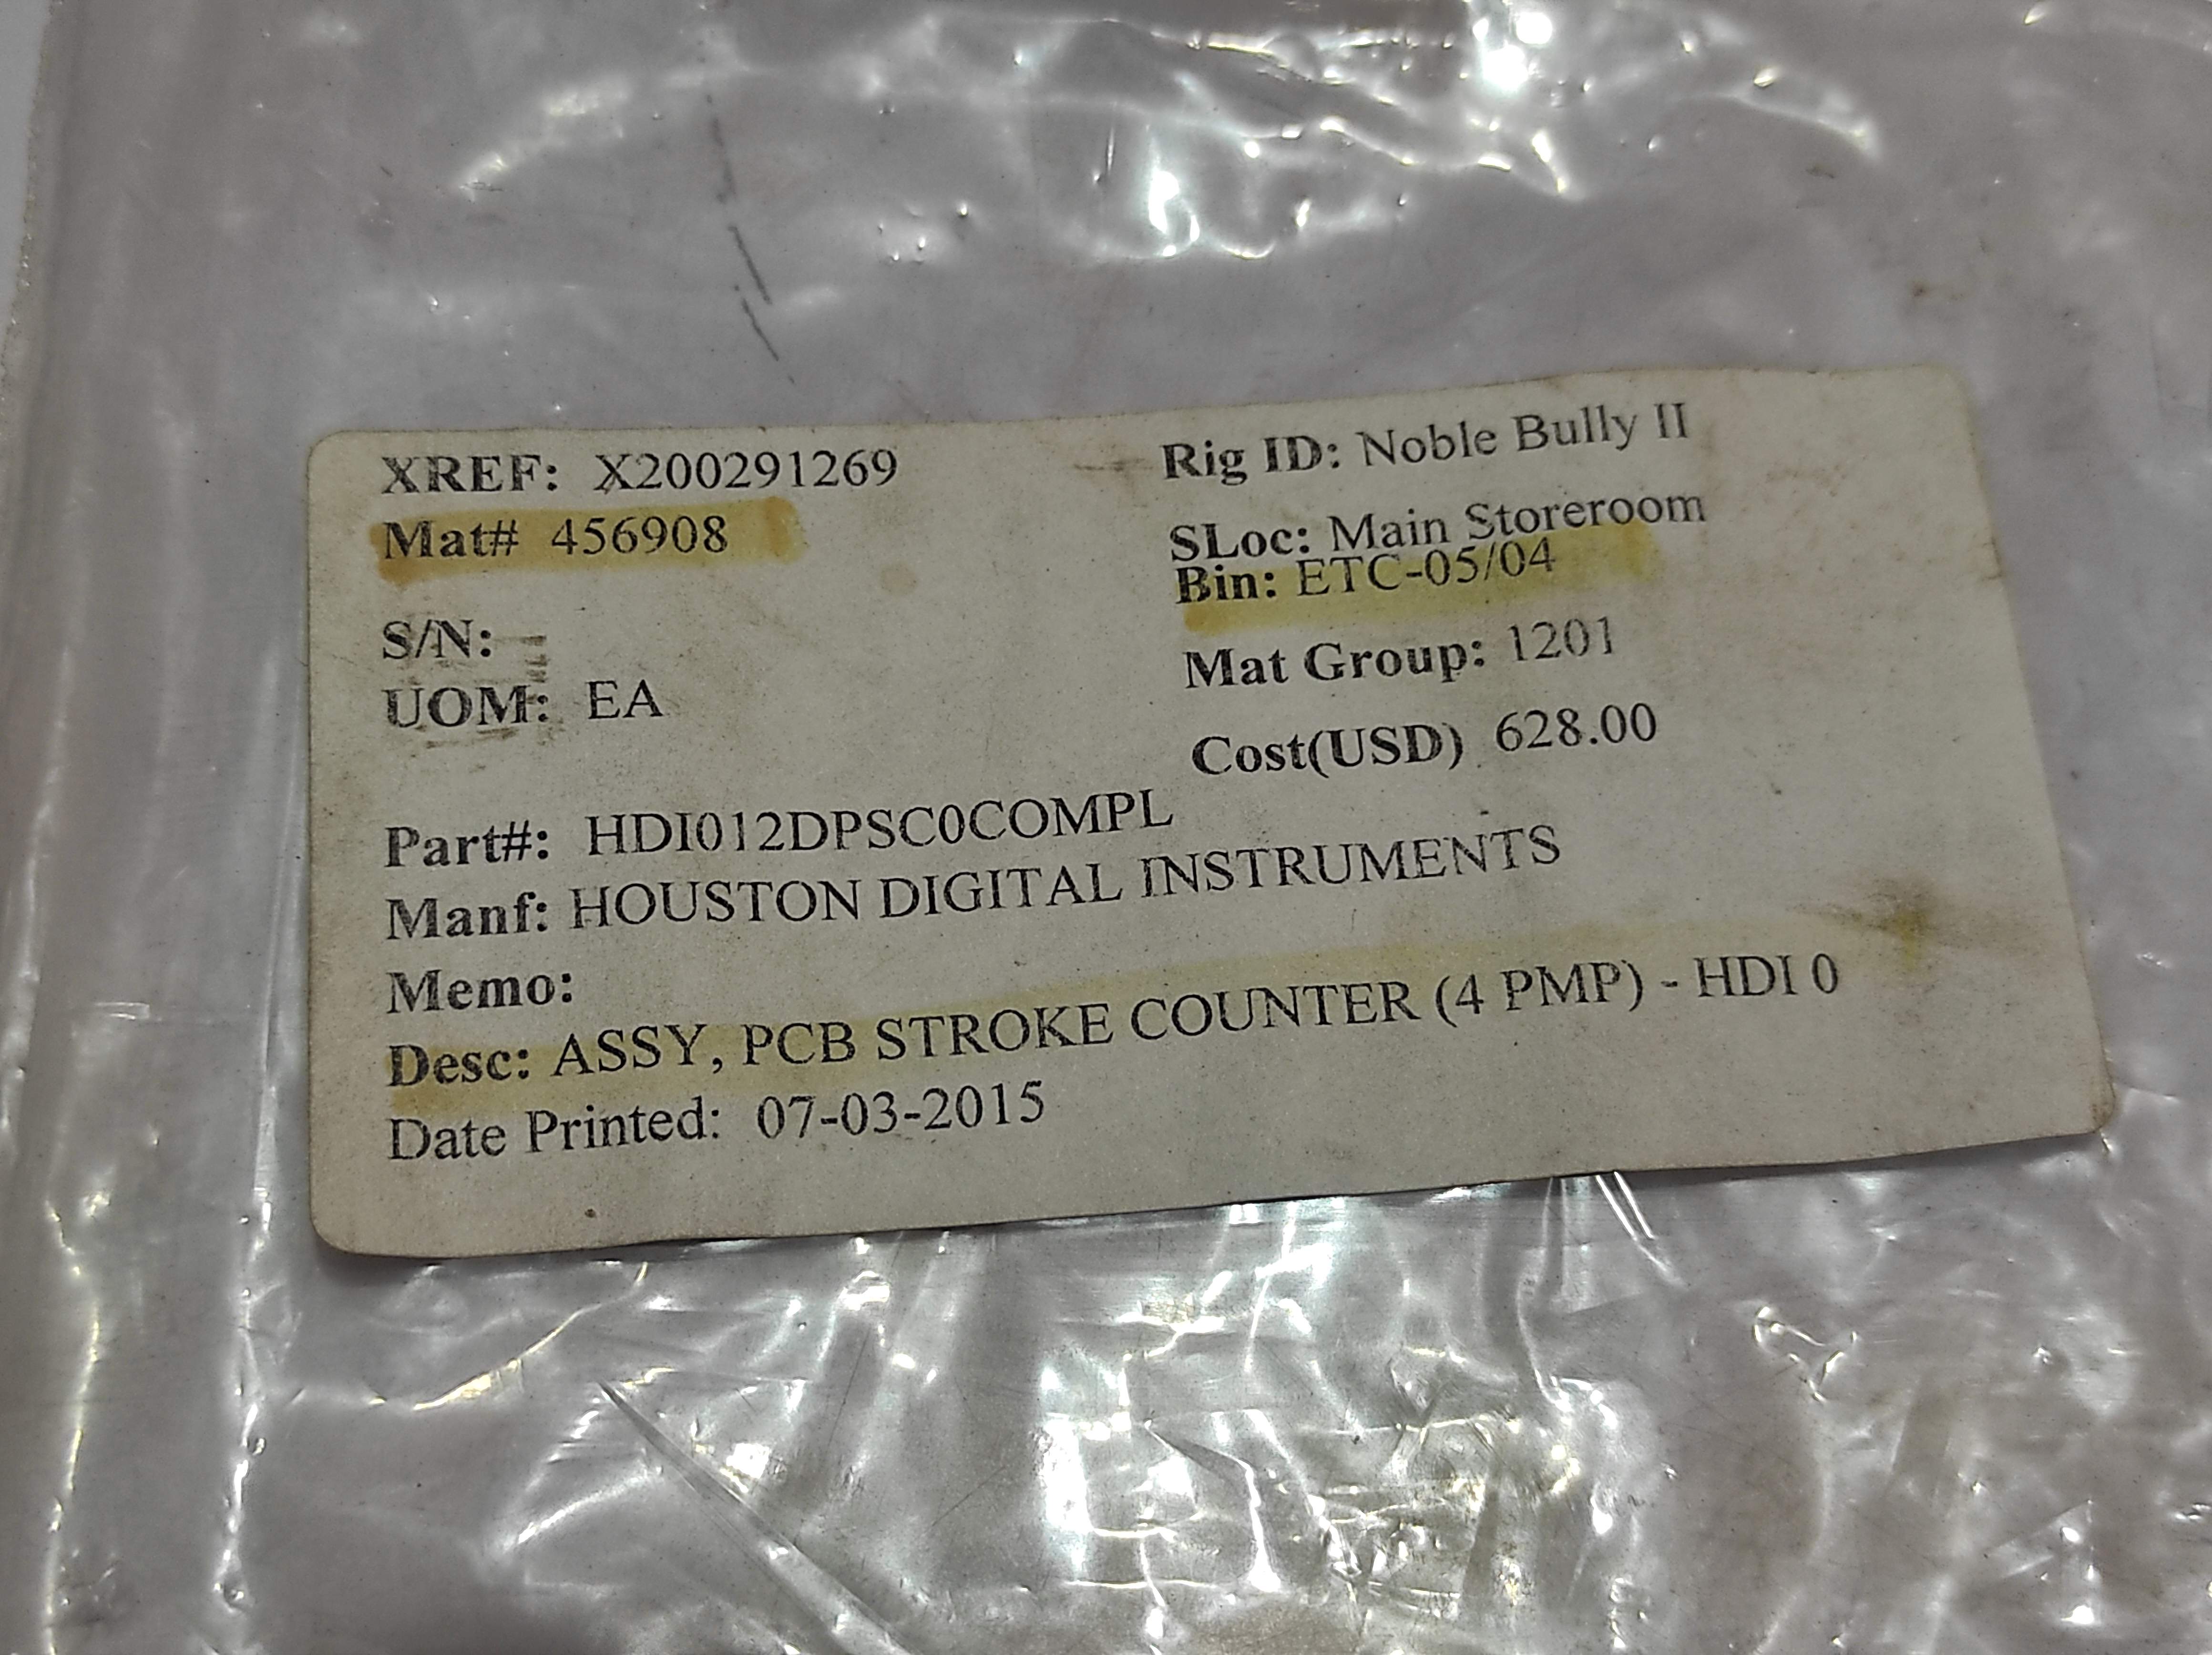 XREF: X200291269
Rig ID: Noble Bully II
Mat# 456908
SLoc: Main Storeroom
Bin: ETC-05/04
S/N:
Mat Group: 1201
UOM: EA
Cost(USD) 628.00
Part#: HDI012DPSC0COMPL
Manf: HOUSTON DIGITAL INSTRUMENTS
Memo:
Desc: ASSY, PCB STROKE COUNTER (4 PMP) - HDI 0
Date Printed: 07-03-2015